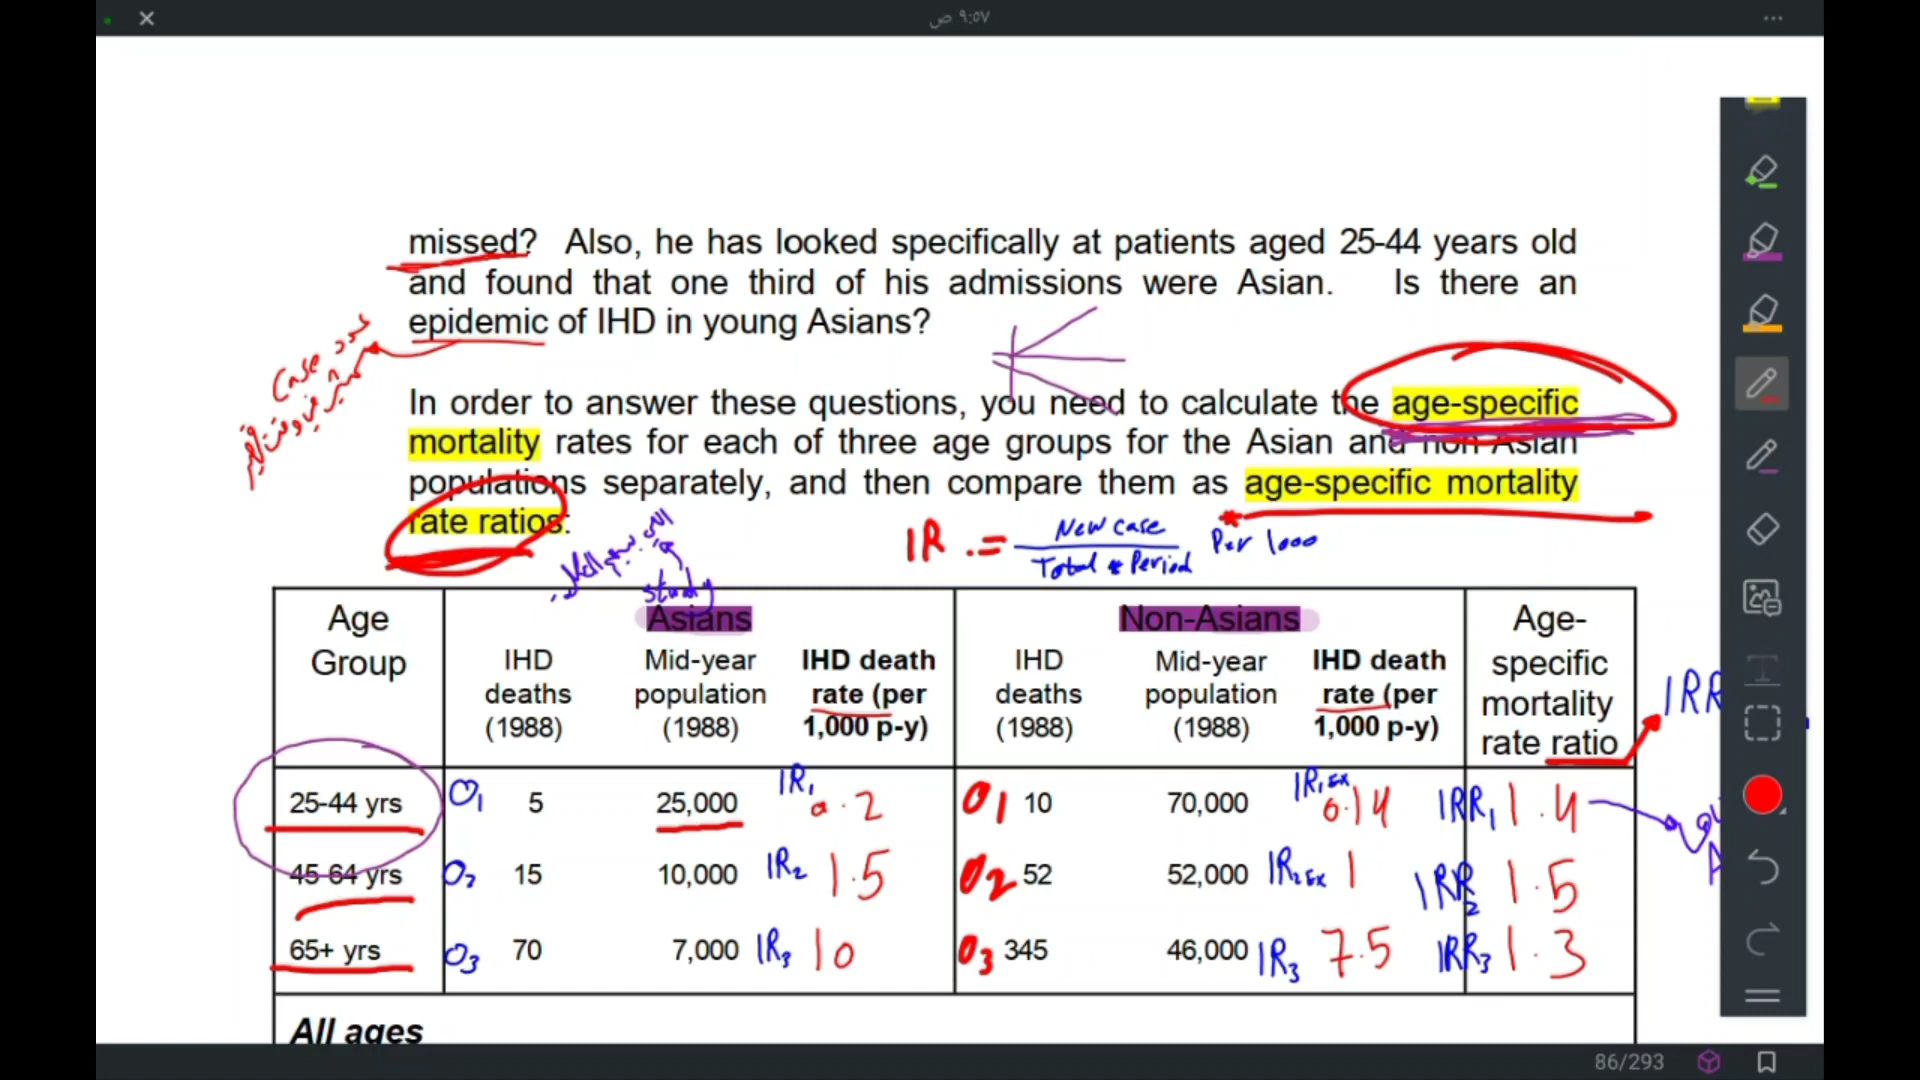 ٩:٥٧ ص
missed? Also, he has looked specifically at patients aged 25-44 years old
and found that one third of his admissions were Asian. Is there an
epidemic of IHD in young Asians?
Case
In order to answer these questions, you need to calculate the age-specific
mortality rates for each of three age groups for the Asian and non-Asian
populations separately, and then compare them as age-specific mortality
rate ratios:
IR = New case / Total * Period * Per 1000
study
Age Group
Asians
Non-Asians
Age-specific mortality rate ratio
IRR
IHD deaths (1988)
Mid-year population (1988)
IHD death rate (per 1,000 p-y)
IHD deaths (1988)
Mid-year population (1988)
IHD death rate (per 1,000 p-y)
25-44 yrs O1 5 25,000 IR1 0.2 O1 10 70,000 IR1 Ex 0.14 IRR1 1.4
45-64 yrs O2 15 10,000 IR2 1.5 O2 52 52,000 IR2 Ex 1 IRR2 1.5
65+ yrs O3 70 7,000 IR3 10 O3 345 46,000 IR3 7.5 IRR3 1.3
All ages
86/293